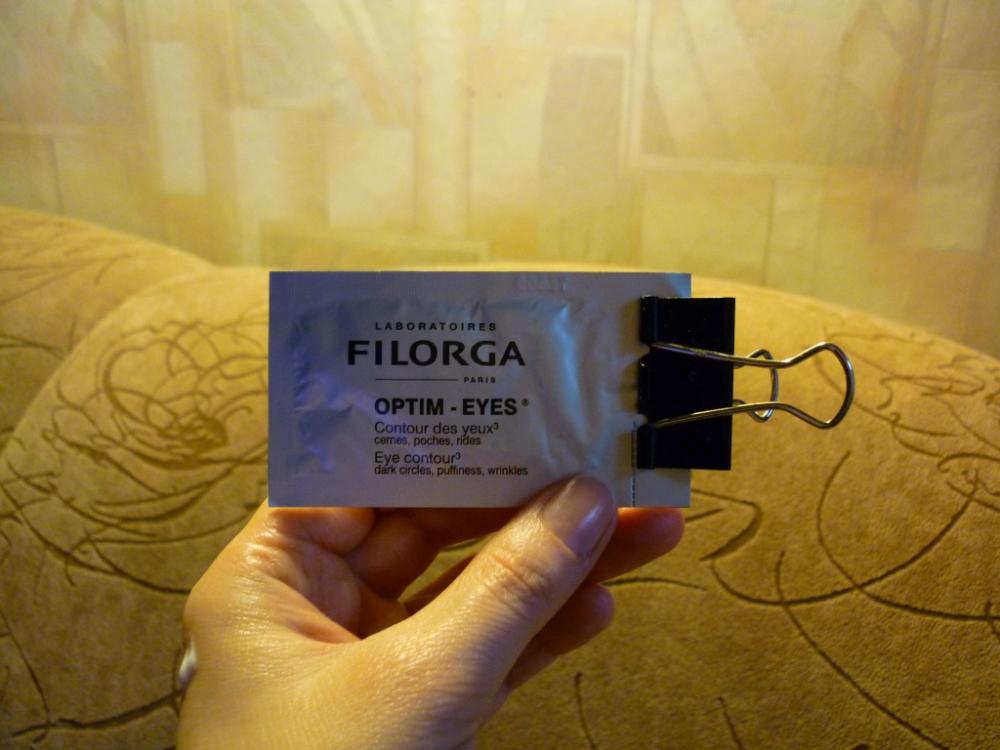 LABORATOIRES
FILORGA
PARIS
OPTIM - EYES®
Contour des yeux³
cernes, poches, rides
Eye contour³
dark circles, puffiness, wrinkles